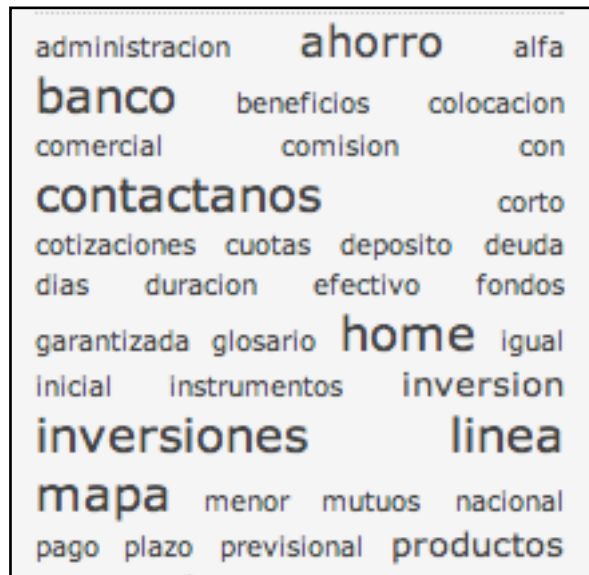 administracion ahorro alfa
banco beneficios colocacion
comercial comision con
contactanos corto
cotizaciones cuotas deposito deuda
dias duracion efectivo fondos
garantizada glosario home igual
inicial instrumentos inversion
inversiones linea
mapa menor mutuos nacional
pago plazo previsional productos